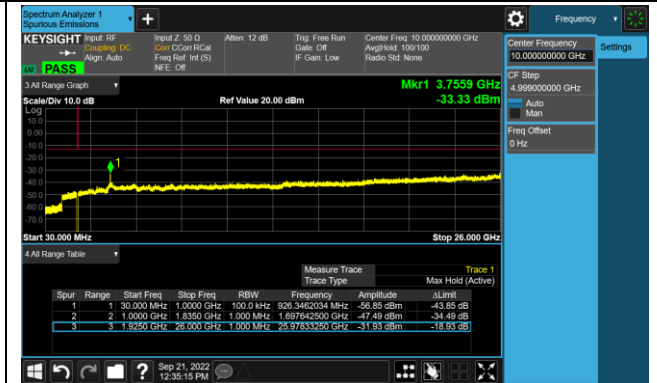 Spectrum Analyzer 1
Spurious Emissions
Frequency
KEYSIGHT
Input: RF
Coupling: DC
Align: Auto
Input Z: 50 Ω
Corr CCorr RCal
Freq Ref: Int (S)
NFE: Off
Atten: 12 dB
Trig: Free Run
Gate: Off
IF Gain: Low
Center Freq: 10.000000000 GHz
Avg|Hold: 100/100
Radio Std: None
PASS
Center Frequency
10.000000000 GHz
Settings
CF Step
4.999000000 GHz
Auto
Man
Freq Offset
0 Hz
3 All Range Graph
Mkr1 3.7559 GHz
Scale/Div 10.0 dB
Ref Value 20.00 dBm
-33.33 dBm
Log
10.0
0.00
-10.0
-20.0
-30.0
-40.0
-50.0
-60.0
-70.0
1
Start 30.000 MHz
Stop 26.000 GHz
4 All Range Table
Measure Trace Trace 1
Trace Type Max Hold (Active)
Spur Range Start Freq Stop Freq RBW Frequency Amplitude ΔLimit
1 1 30.000 MHz 1.0000 GHz 100.0 kHz 926.3462034 MHz -56.85 dBm -43.85 dB
2 2 1.0000 GHz 1.8350 GHz 1.000 MHz 1.697642500 GHz -47.49 dBm -34.49 dB
3 3 1.9250 GHz 26.000 GHz 1.000 MHz 25.97833250 GHz -31.93 dBm -18.93 dB
?
Sep 21, 2022
12:35:15 PM